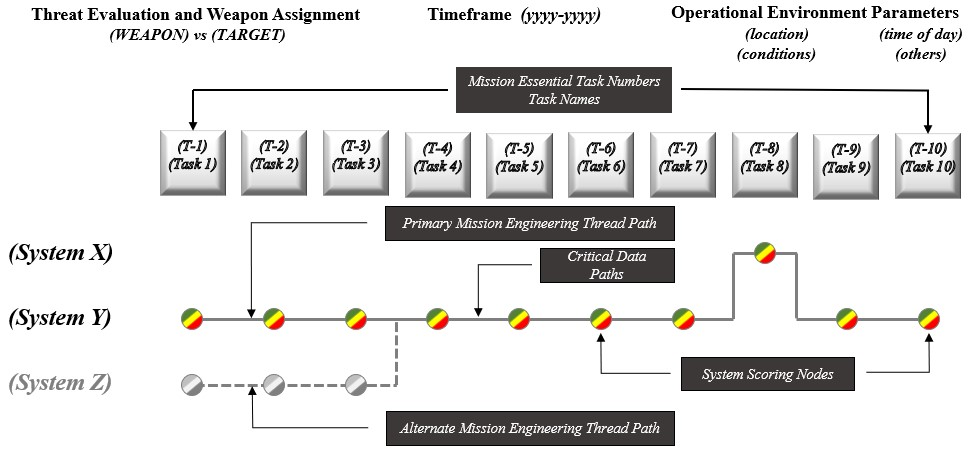 Threat Evaluation and Weapon Assignment
(WEAPON) vs (TARGET)
Timeframe (yyyy-yyyy)
Operational Environment Parameters
(location) (time of day)
(conditions) (others)
Mission Essential Task Numbers
Task Names
(T-1)
(Task 1)
(T-2)
(Task 2)
(T-3)
(Task 3)
(T-4)
(Task 4)
(T-5)
(Task 5)
(T-6)
(Task 6)
(T-7)
(Task 7)
(T-8)
(Task 8)
(T-9)
(Task 9)
(T-10)
(Task 10)
Primary Mission Engineering Thread Path
(System X)
Critical Data
Paths
(System Y)
System Scoring Nodes
(System Z)
Alternate Mission Engineering Thread Path